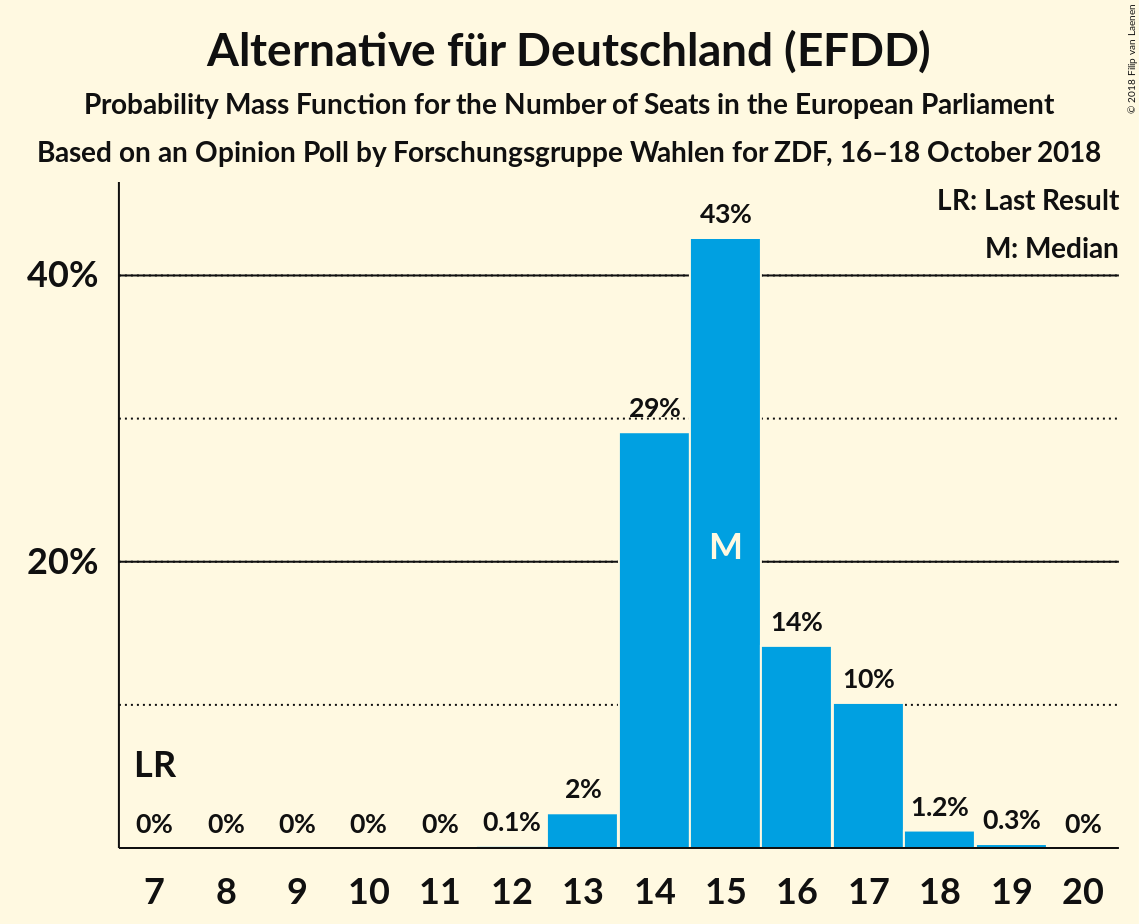 Alternative für Deutschland (EFDD)
Probability Mass Function for the Number of Seats in the European Parliament
Based on an Opinion Poll by Forschungsgruppe Wahlen for ZDF, 16–18 October 2018
© 2018 Filip van Laenen
LR: Last Result
M: Median
43%
40%
29%
M
20%
14%
10%
LR
2%
0% 0% 0% 0% 0% 0.1% 1.2% 0.3% 0%
7 8 9 10 11 12 13 14 15 16 17 18 19 20